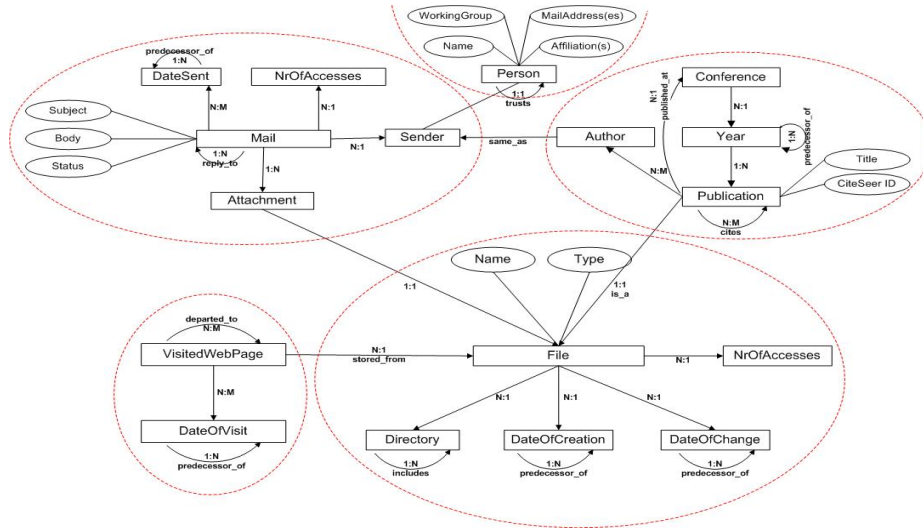 WorkingGroup
MailAddress(es)
Name
Affiliation(s)
Person
1:1
trusts
predecessor_of
1:N
DateSent
NrOfAccesses
N:M
N:1
Subject
Body
Status
Mail
1:N
reply_to
N:1
Sender
1:N
Attachment
same_as
Author
N:M
N:1
published_at
Conference
N:1
Year
1:N
predecessor_of
1:N
Publication
N:M
cites
Title
CiteSeer ID
1:1
1:1
is_a
Name
Type
departed_to
N:M
VisitedWebPage
N:1
stored_from
File
N:1
NrOfAccesses
N:M
DateOfVisit
1:N
predecessor_of
N:1
N:1
N:1
Directory
1:N
includes
DateOfCreation
1:N
predecessor_of
DateOfChange
1:N
predecessor_of